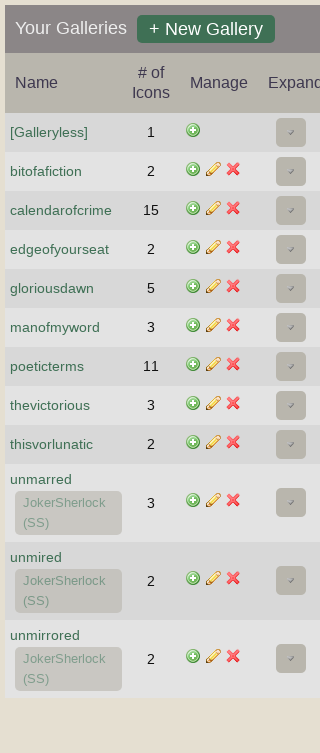 Your Galleries + New Gallery
Name # of Icons Manage Expand
[Galleryless] 1
bitofafiction 2
calendarofcrime 15
edgeofyourseat 2
gloriousdawn 5
manofmyword 3
poeticterms 11
thevictorious 3
thisvorlunatic 2
unmarred 3
JokerSherlock
(SS)
unmired 2
JokerSherlock
(SS)
unmirrored 2
JokerSherlock
(SS)